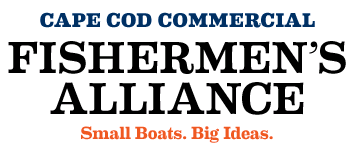 CAPE COD COMMERCIAL
FISHERMEN’S
ALLIANCE
Small Boats. Big Ideas.